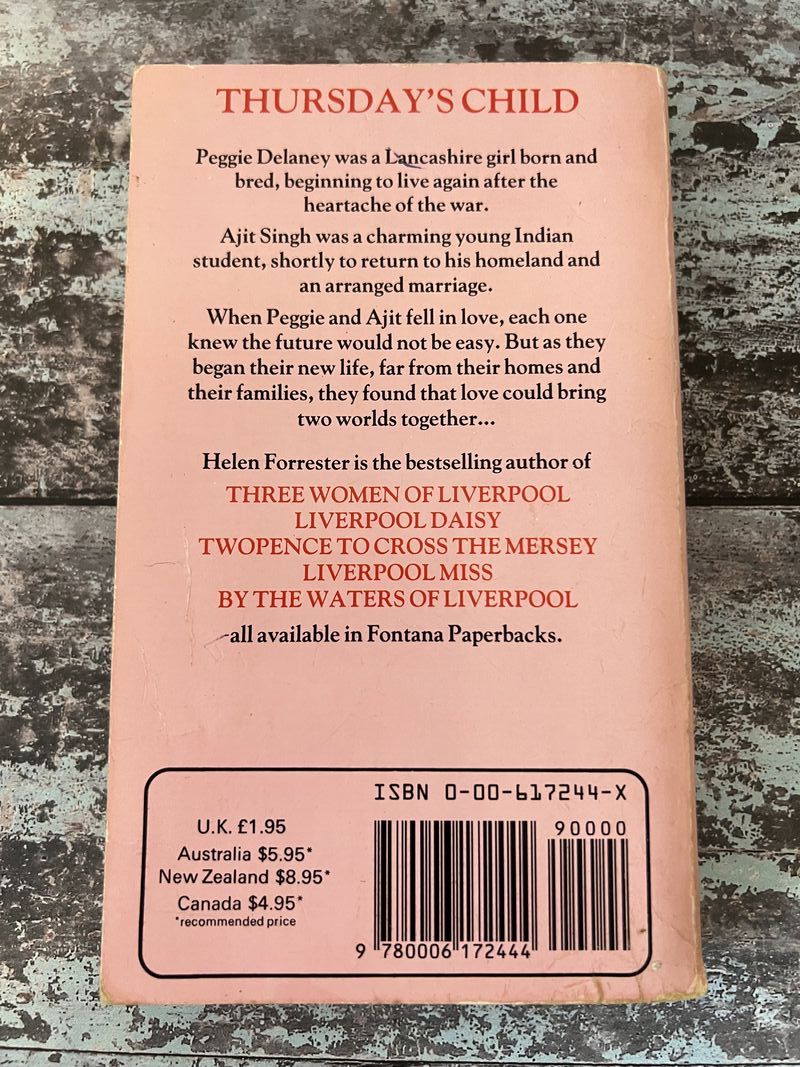 THURSDAY'S CHILD
Peggie Delaney was a Lancashire girl born and
bred, beginning to live again after the
heartache of the war.
Ajit Singh was a charming young Indian
student, shortly to return to his homeland and
an arranged marriage.
When Peggie and Ajit fell in love, each one
knew the future would not be easy. But as they
began their new life, far from their homes and
their families, they found that love could bring
two worlds together...
Helen Forrester is the bestselling author of
THREE WOMEN OF LIVERPOOL
LIVERPOOL DAISY
TWOPENCE TO CROSS THE MERSEY
LIVERPOOL MISS
BY THE WATERS OF LIVERPOOL
-all available in Fontana Paperbacks.
ISBN 0-00-617244-X
U.K. £1.95
Australia $5.95*
New Zealand $8.95*
Canada $4.95*
*recommended price
90000
9 780006 172444